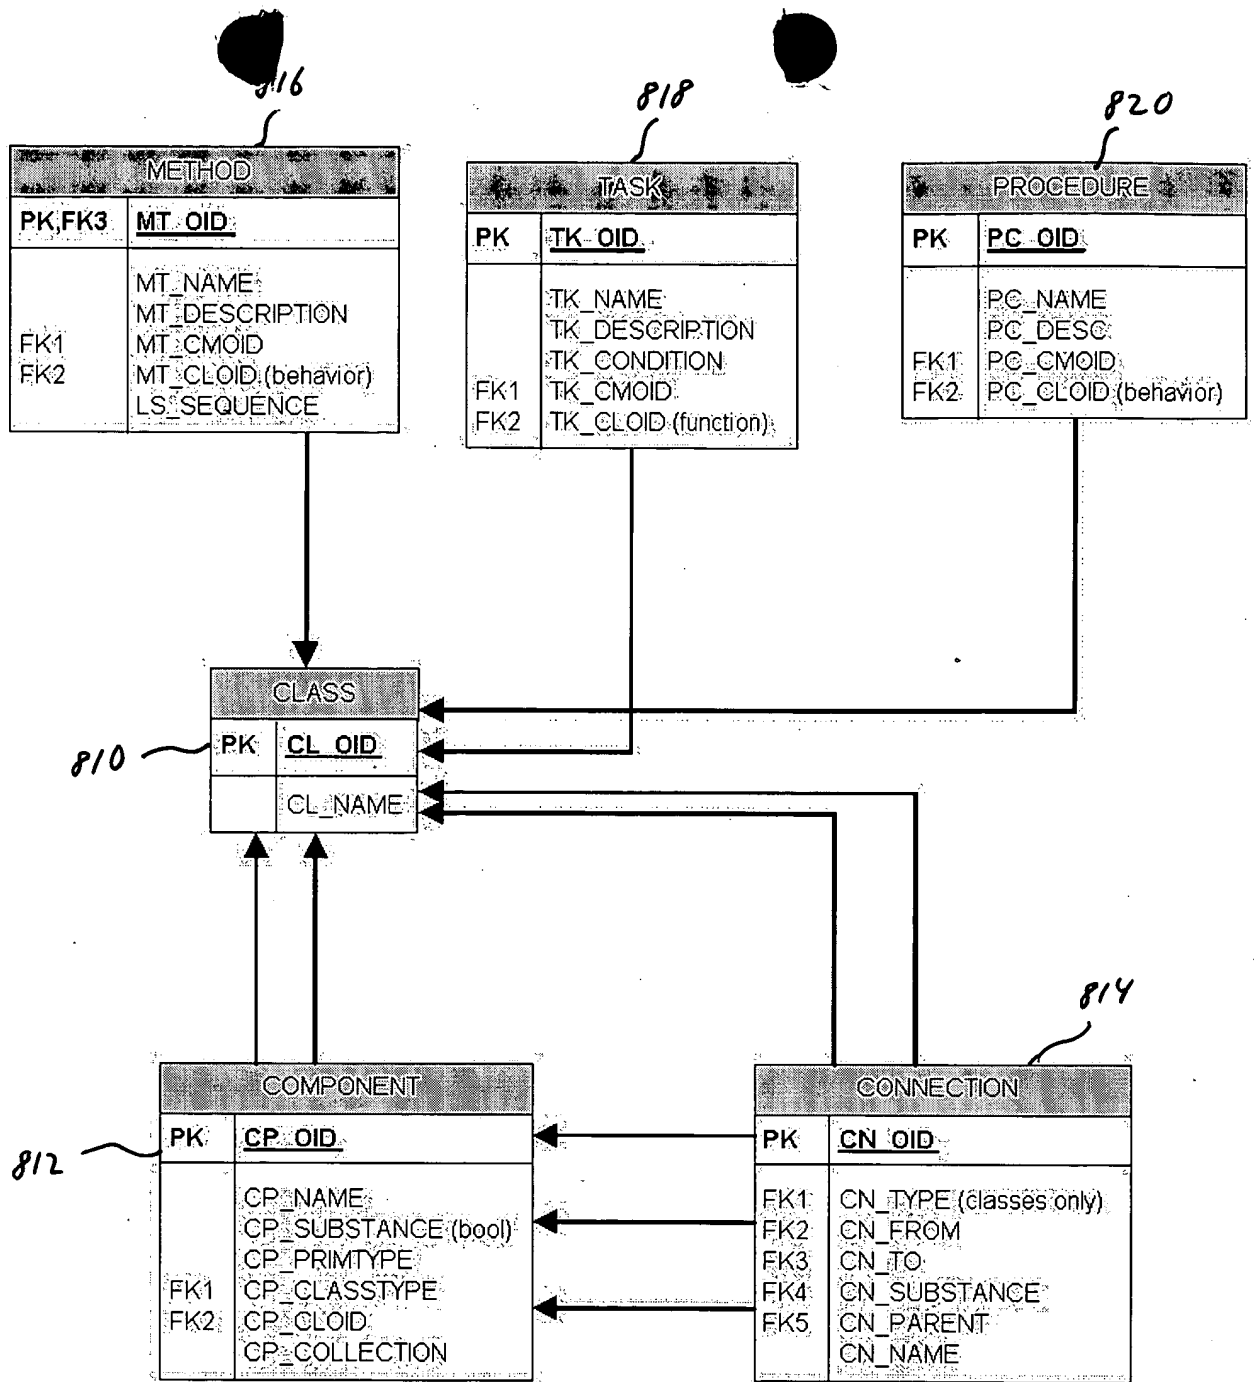 816
818
820
METHOD
PK,FK3 MT_OID
MT_NAME
MT_DESCRIPTION
FK1 MT_CMOID
FK2 MT_CLOID (behavior)
LS_SEQUENCE
TASK
PK TK_OID
TK_NAME
TK_DESCRIPTION
TK_CONDITION
FK1 TK_CMOID
FK2 TK_CLOID (function)
PROCEDURE
PK PC_OID
PC_NAME
PC_DESC
FK1 PC_CMOID
FK2 PC_CLOID (behavior)
CLASS
PK CL_OID
CL_NAME
810
814
COMPONENT
PK CP_OID
CP_NAME
CP_SUBSTANCE (bool)
CP_PRIMTYPE
FK1 CP_CLASSTYPE
FK2 CP_CLOID
CP_COLLECTION
812
CONNECTION
PK CN_OID
FK1 CN_TYPE (classes only)
FK2 CN_FROM
FK3 CN_TO
FK4 CN_SUBSTANCE
FK5 CN_PARENT
CN_NAME